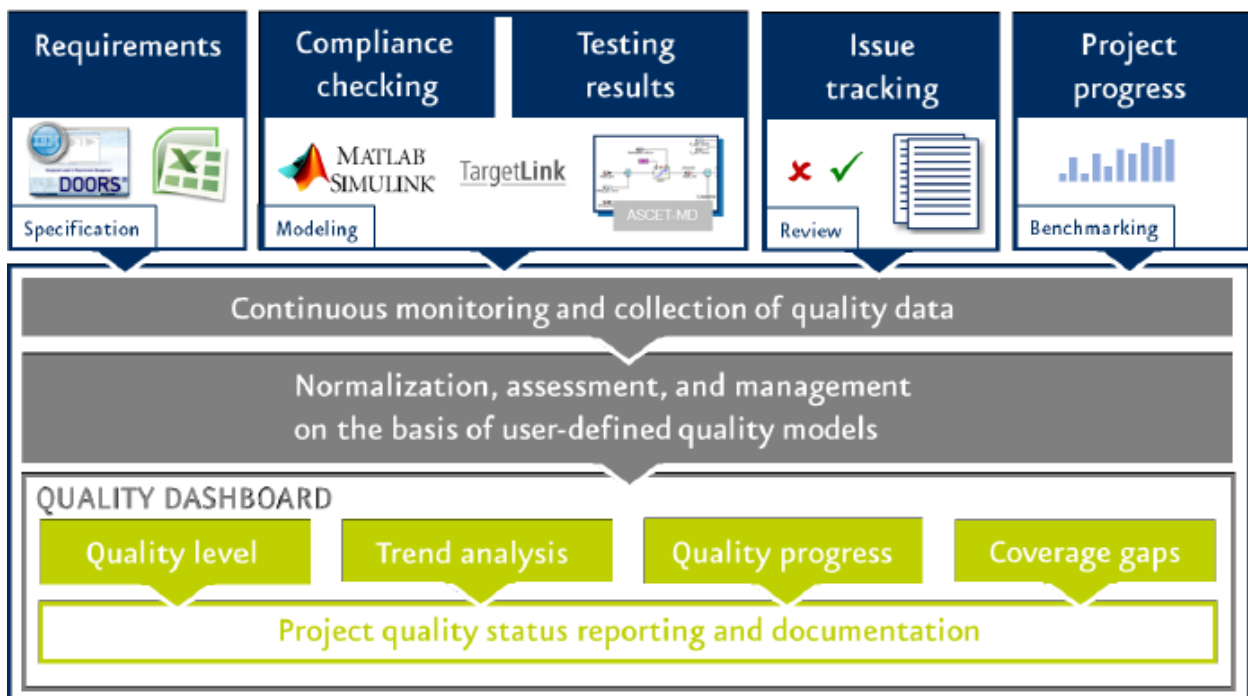 Requirements
Compliance
checking
Testing
results
Issue
tracking
Project
progress
IBM
DOORS
Specification
X
MATLAB
SIMULINK®
TargetLink
ASCET-MD
Modeling
Review
Benchmarking
Continuous monitoring and collection of quality data
Normalization, assessment, and management
on the basis of user-defined quality models
QUALITY DASHBOARD
Quality level
Trend analysis
Quality progress
Coverage gaps
Project quality status reporting and documentation